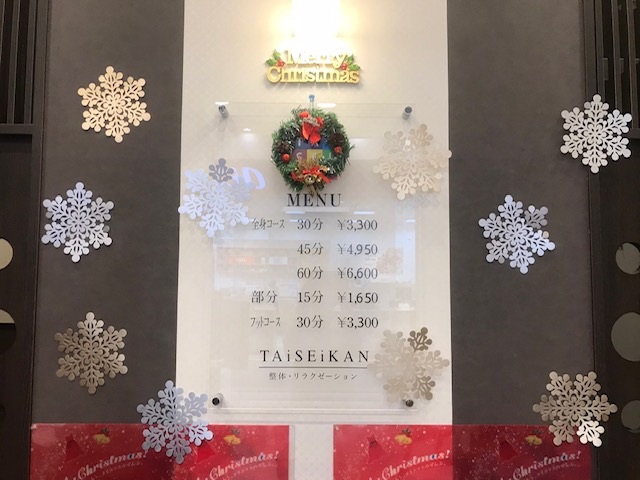 Merry
Christmas
MENU
全身コース 30分 ¥3,300
45分 ¥4,950
60分 ¥6,600
部分 15分 ¥1,650
フットコース 30分 ¥3,300
TAiSEiKAN
整体・リラクゼーション
Christmas!
Christmas!